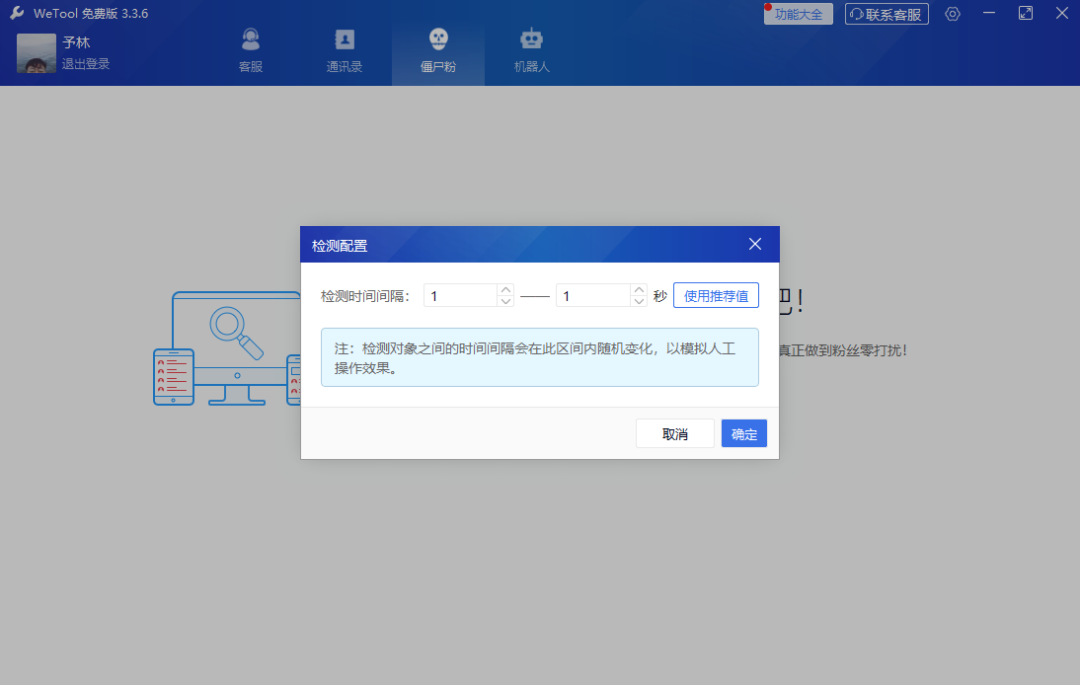 WeTool 免费版 3.3.6
功能大全
联系客服
予林
退出登录
客服
通讯录
僵尸粉
机器人
检测配置
检测时间间隔： 1 —— 1 秒 使用推荐值
吧！
注：检测对象之间的时间间隔会在此区间内随机变化，以模拟人工
操作效果。
真正做到粉丝零打扰！
取消
确定